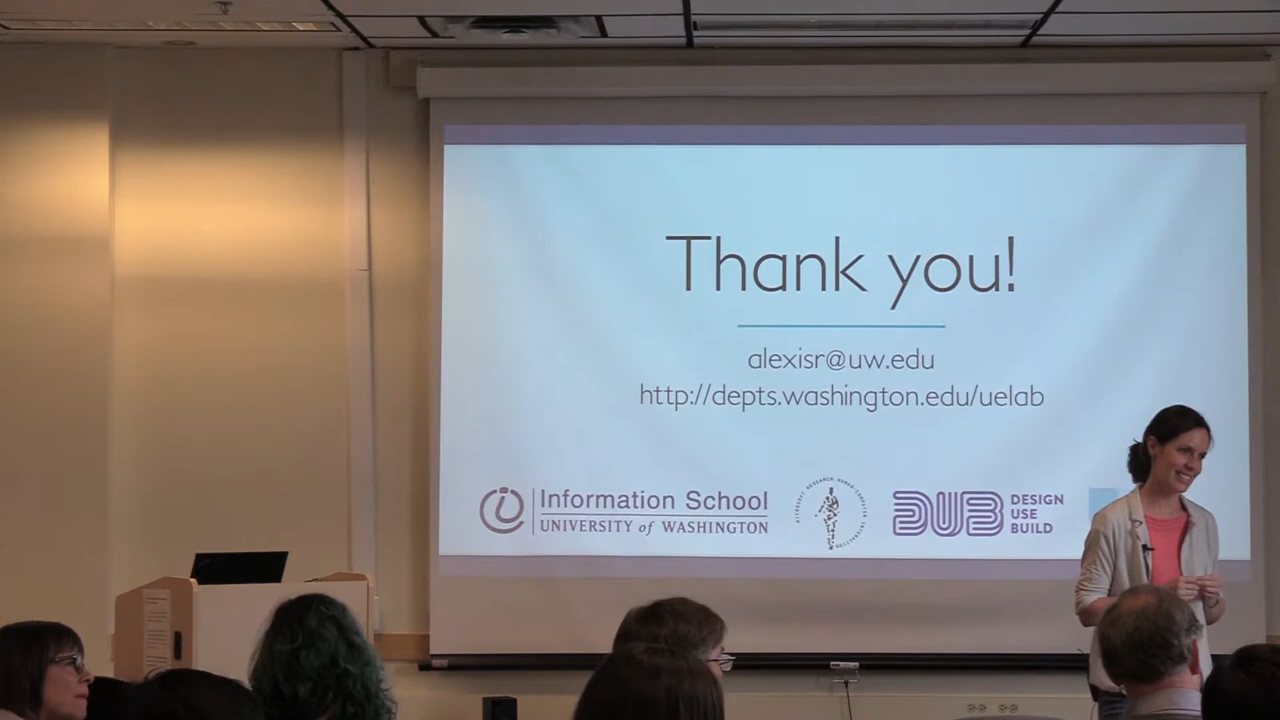 Thank you!
alexisr@uw.edu
http://depts.washington.edu/uelab
Information School
UNIVERSITY of WASHINGTON
DUB
DESIGN
USE
BUILD